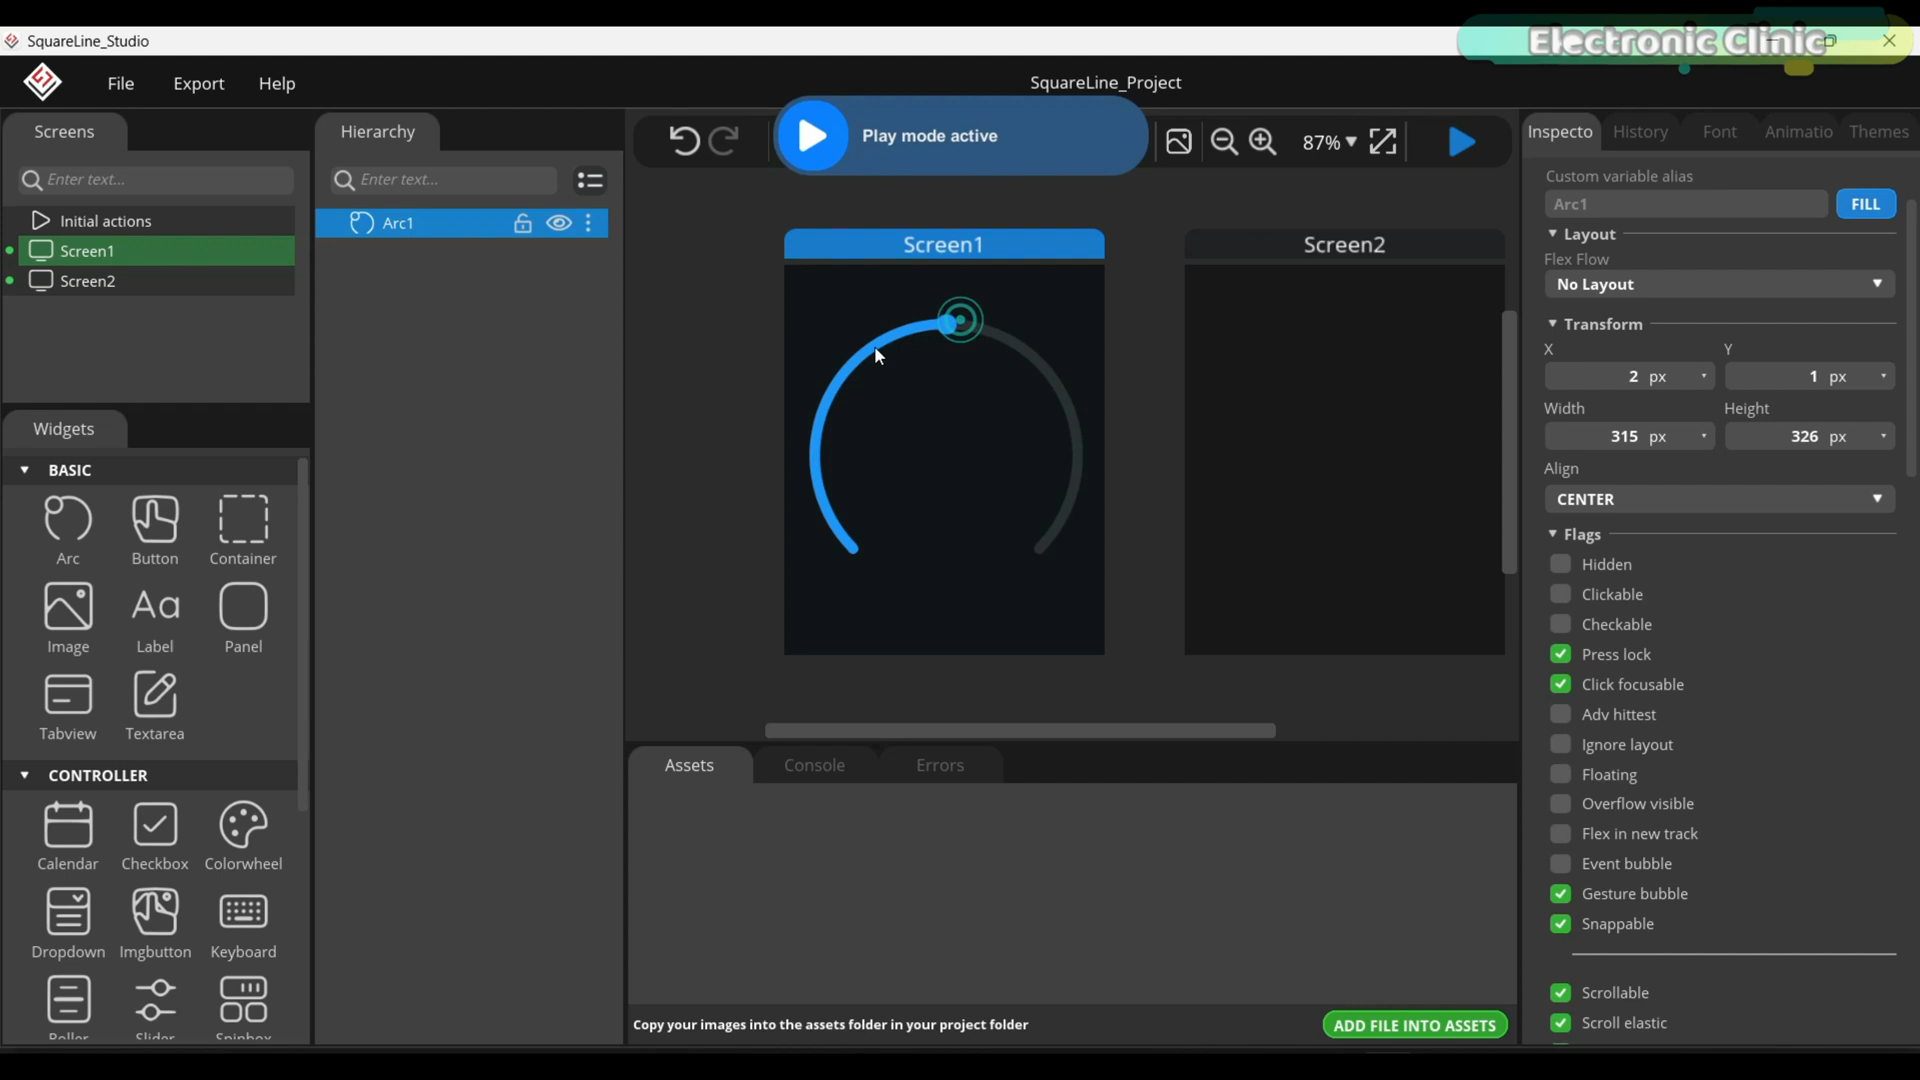 SquareLine_Studio
Electronic Clinic
File
Export
Help
SquareLine_Project
Screens
Hierarchy
Play mode active
87%
Inspecto
History
Font
Animatio
Themes
Enter text...
Enter text...
Custom variable alias
Arc1
FILL
Initial actions
Screen1
Screen2
Arc1
Screen1
Screen2
Layout
Flex Flow
No Layout
Transform
X
Y
2 px
1 px
Width
Height
315 px
326 px
Align
CENTER
Flags
Hidden
Clickable
Checkable
Press lock
Click focusable
Adv hittest
Ignore layout
Floating
Overflow visible
Flex in new track
Event bubble
Gesture bubble
Snappable
Scrollable
Scroll elastic
Widgets
BASIC
Arc
Button
Container
Image
Aa
Label
Panel
Tabview
Textarea
CONTROLLER
Calendar
Checkbox
Colorwheel
Dropdown
Imgbutton
Keyboard
Roller
Slider
Spinbox
Assets
Console
Errors
Copy your images into the assets folder in your project folder
ADD FILE INTO ASSETS